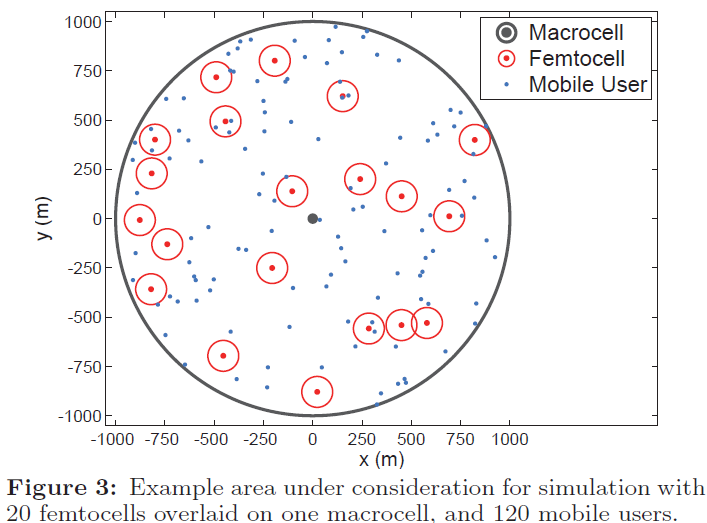 1000
750
500
250
0
-250
-500
-750
-1000
y (m)
Macrocell
Femtocell
Mobile User
-1000 -750 -500 -250 0 250 500 750 1000
x (m)
Figure 3: Example area under consideration for simulation with
20 femtocells overlaid on one macrocell, and 120 mobile users.